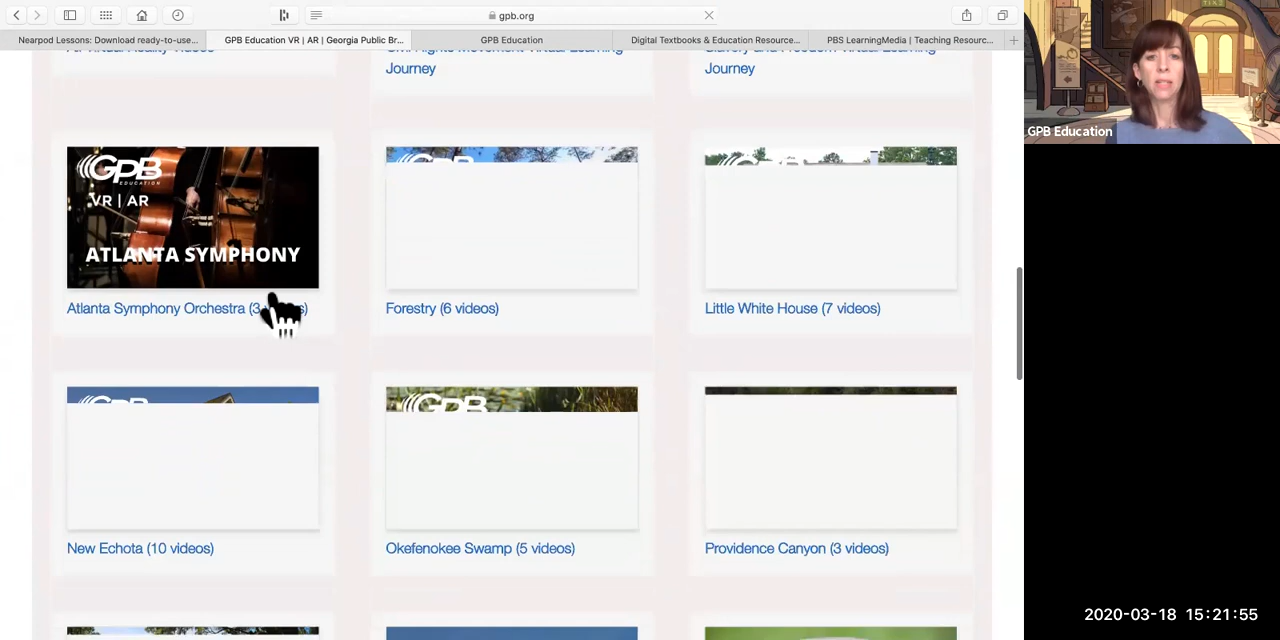 gpb.org
Nearpod Lessons: Download ready-to-use...
GPB Education VR | AR | Georgia Public Br...
GPB Education
Digital Textbooks & Education Resource...
PBS LearningMedia | Teaching Resourc...
Journey
Journey
GPB
EDUCATION
VR | AR
ATLANTA SYMPHONY
Atlanta Symphony Orchestra (3
Forestry (6 videos)
Little White House (7 videos)
GPB
New Echota (10 videos)
Okefenokee Swamp (5 videos)
Providence Canyon (3 videos)
GPB Education
2020-03-18 15:21:55